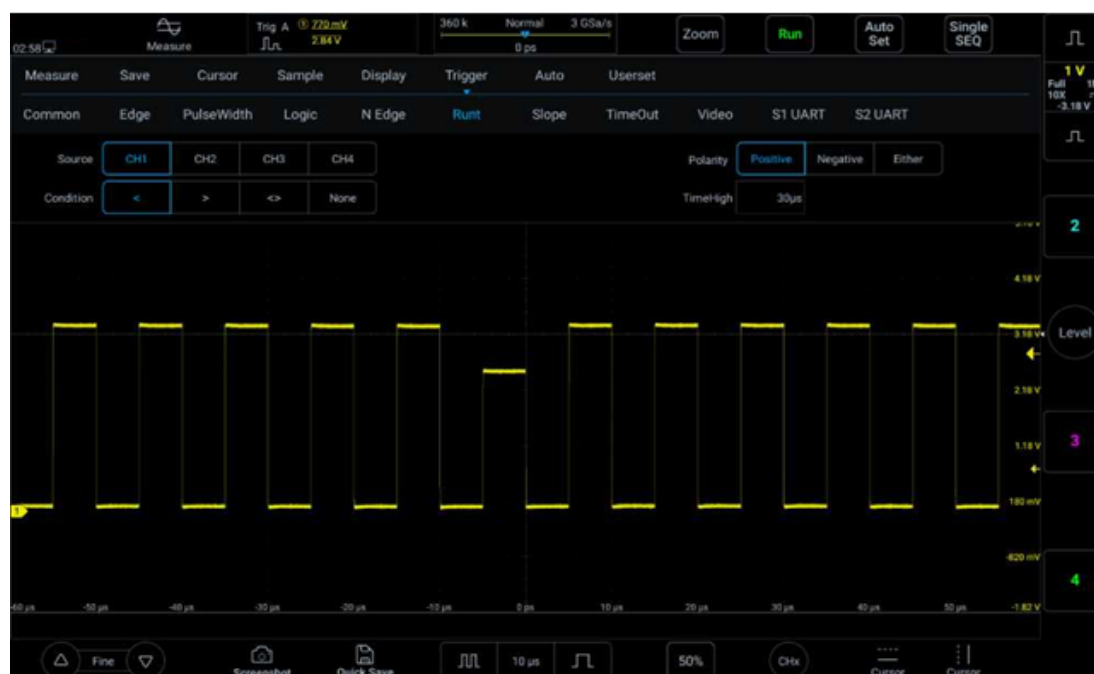 Trig A ① 770 mV 360 k Normal 3 GSa/s
02:58 Measure 2.84 V 0 ps Zoom Run Auto Set Single SEQ
Measure Save Cursor Sample Display Trigger Auto Userset
1 V
Full
10X
-3.18 V
Common Edge PulseWidth Logic N Edge Runt Slope TimeOut Video S1 UART S2 UART
Source CH1 CH2 CH3 CH4 Polarity Positive Negative Either
Condition < > <> None TimeHigh 30µs
2
4.18 V
3.18 V Level
2.18 V
1.18 V 3
1 180 mV
-820 mV
4
-60 µs -50 µs -40 µs -30 µs -20 µs -10 µs 0 ps 10 µs 20 µs 30 µs 40 µs 50 µs -1.82 V
Fine Screenshot Quick Save 10 µs 50% CHx Cursor Cursor